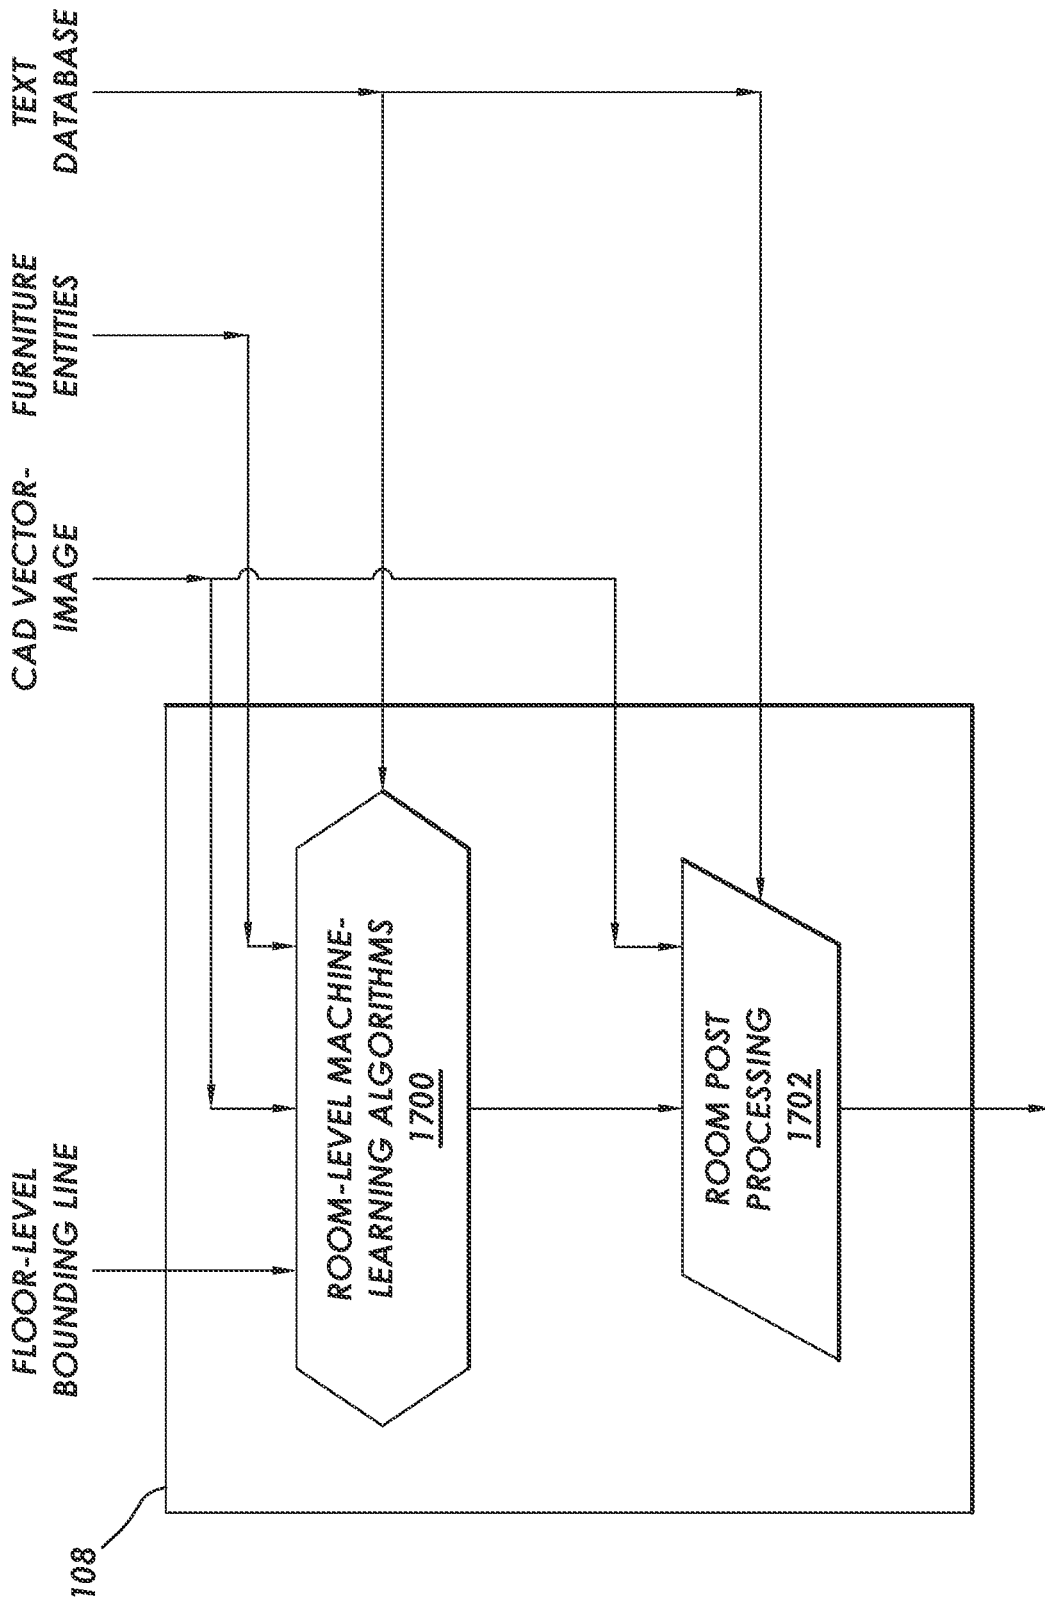 108
FLOOR-LEVEL
BOUNDING LINE
CAD VECTOR-
IMAGE
FURNITURE
ENTITIES
TEXT
DATABASE
ROOM-LEVEL MACHINE-
LEARNING ALGORITHMS
1700
ROOM POST
PROCESSING
1702